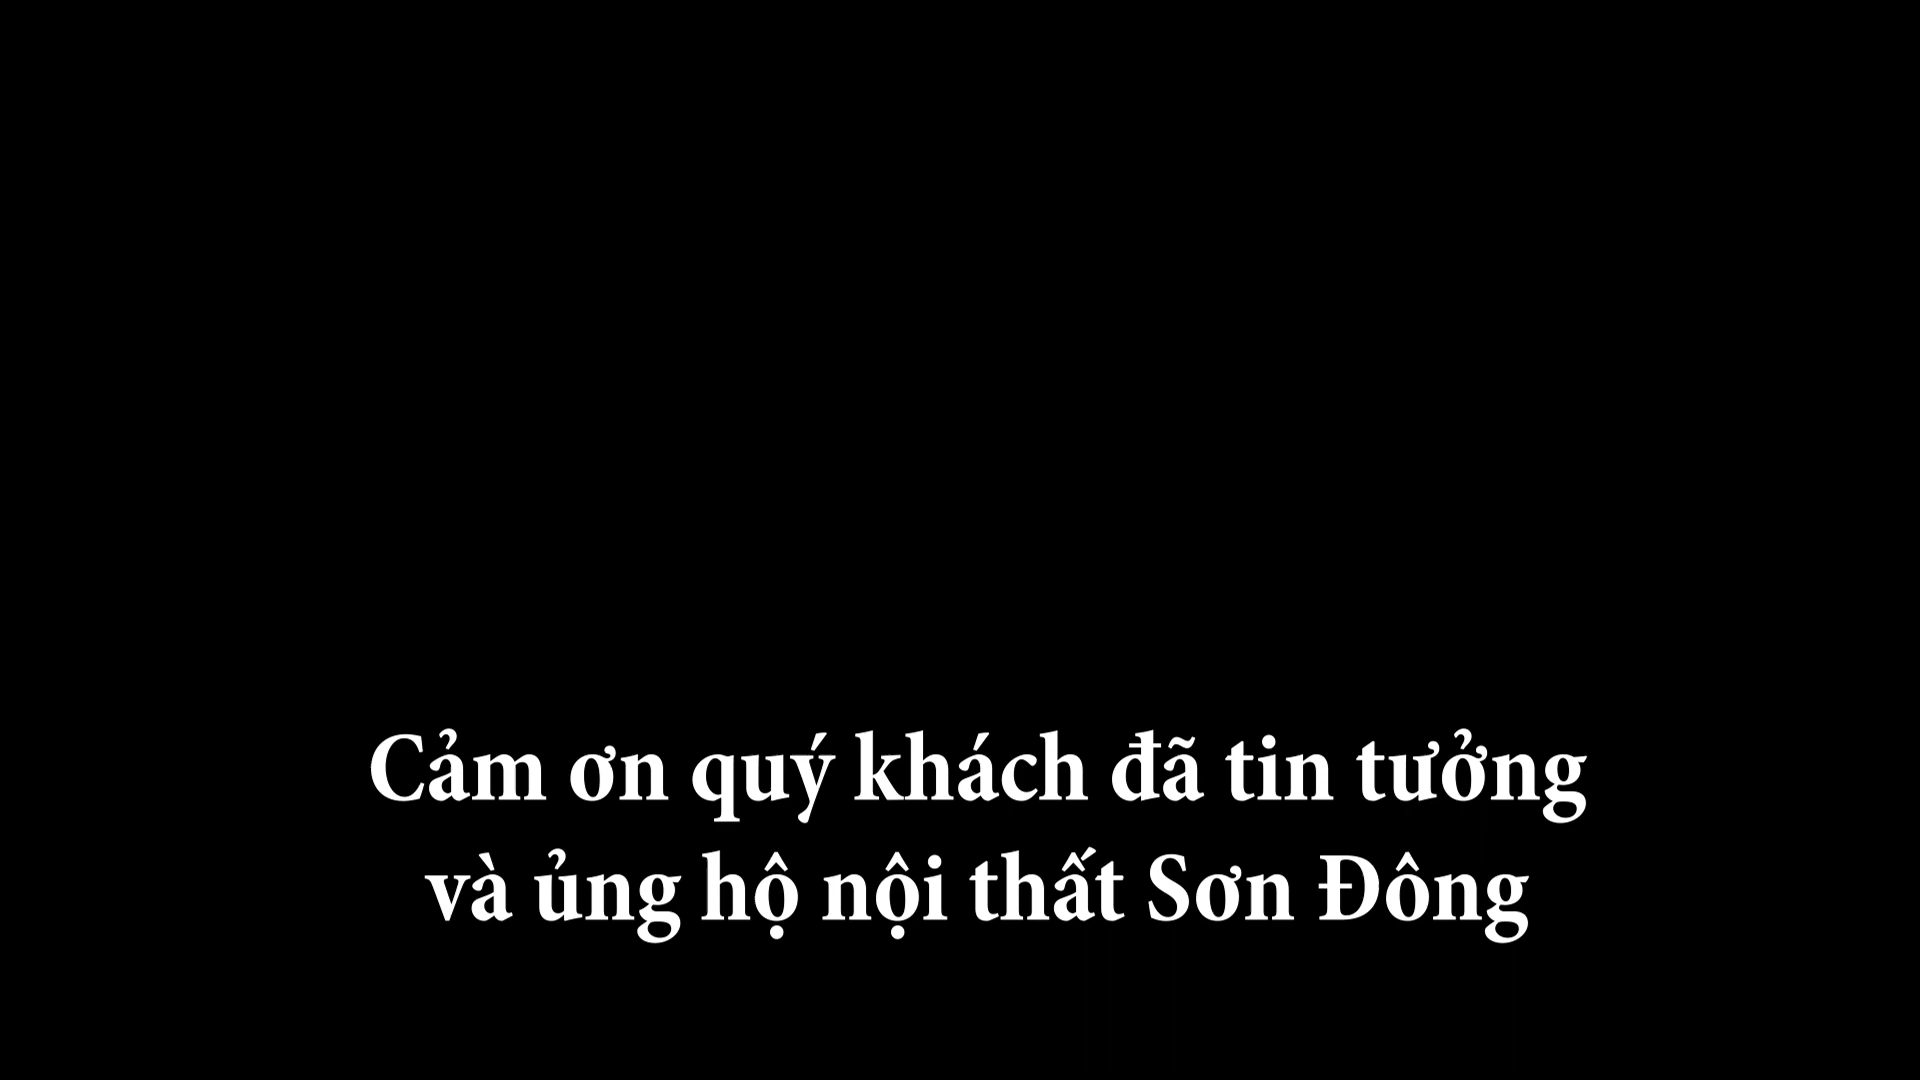 Cảm ơn quý khách đã tin tưởng
và ủng hộ nội thất Sơn Đông